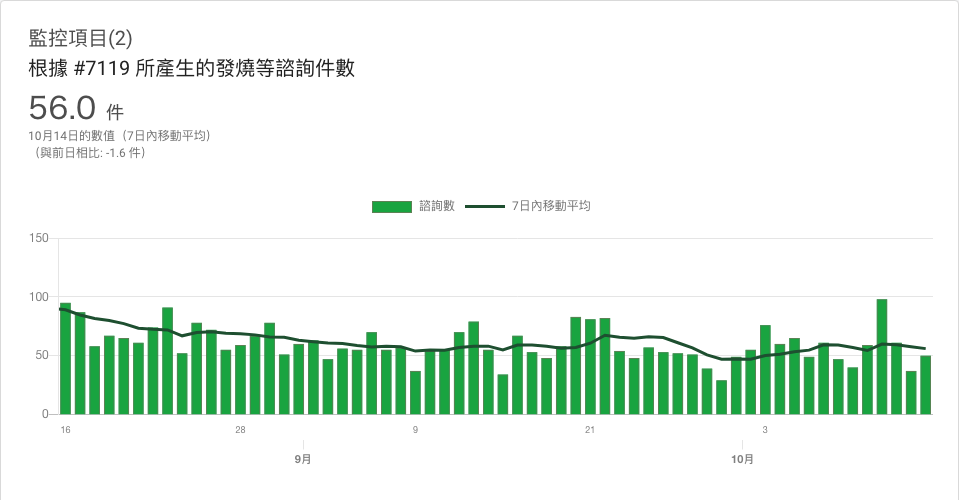 監控項目(2)
根據 #7119 所產生的發燒等諮詢件數
56.0 件
10月14日的數值（7日內移動平均）
（與前日相比: -1.6 件）
諮詢數 7日內移動平均
150
100
50
0
16 28 9 21 3
9月 10月